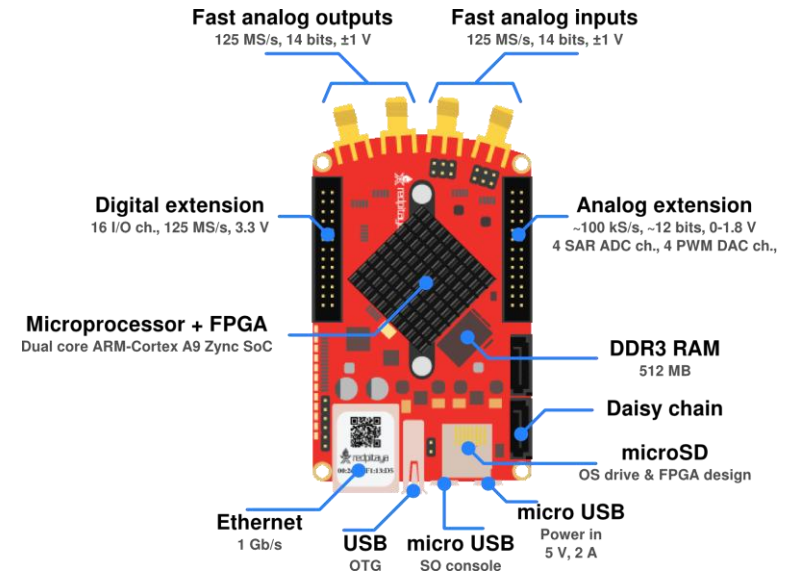 Fast analog outputs
125 MS/s, 14 bits, ±1 V
Fast analog inputs
125 MS/s, 14 bits, ±1 V
redpitaya
Digital extension
16 I/O ch., 125 MS/s, 3.3 V
Analog extension
~100 kS/s, ~12 bits, 0-1.8 V
4 SAR ADC ch., 4 PWM DAC ch.,
Microprocessor + FPGA
Dual core ARM-Cortex A9 Zync SoC
DDR3 RAM
512 MB
Daisy chain
redpitaya
microSD
OS drive & FPGA design
Ethernet
1 Gb/s
USB
OTG
micro USB
SO console
micro USB
Power in
5 V, 2 A